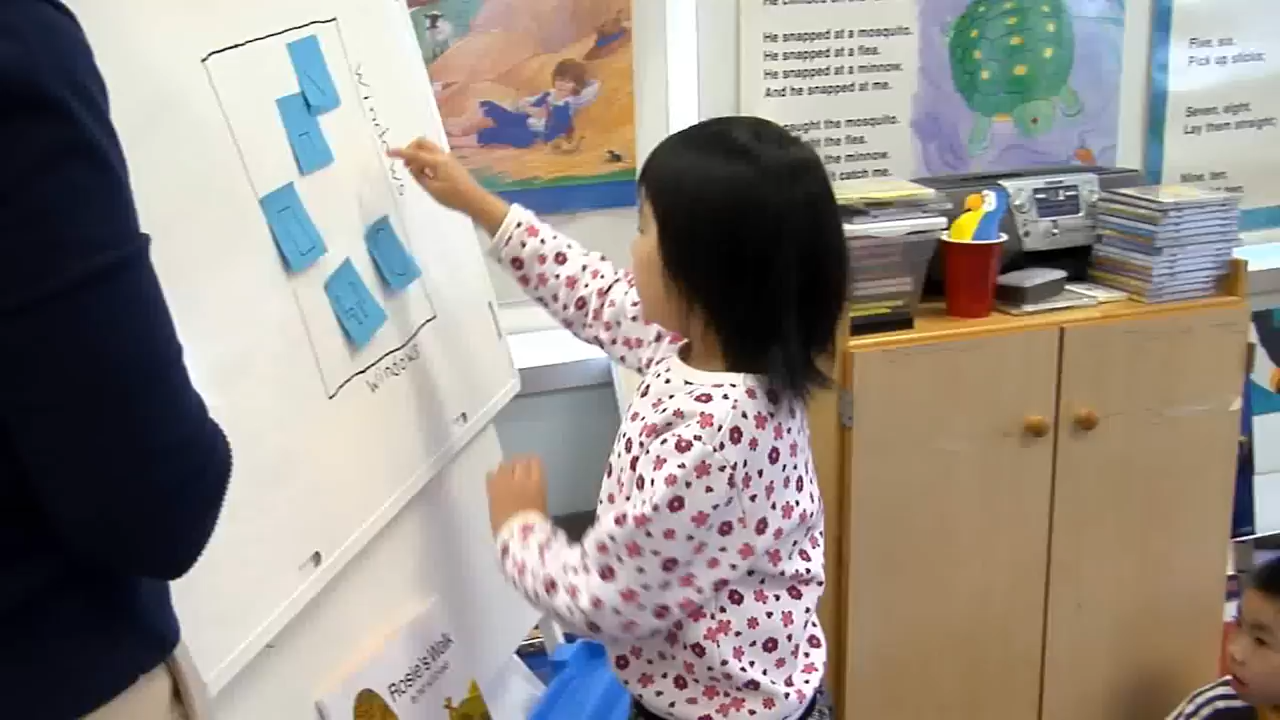 windows
windows
Rosie's Walk
He snapped at a mosquito.
He snapped at a flea.
He snapped at a minnow.
And he snapped at me.
the mosquito.
the flea.
the minnow.
catch me.
Five, six,
Pick up sticks;
Seven, eight,
Lay them straight;
Nine, ten,